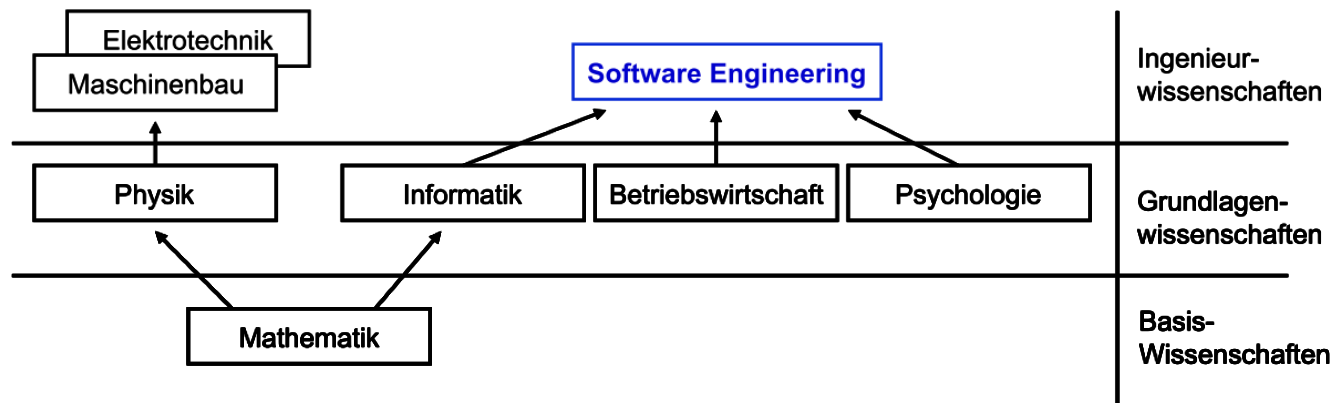 Elektrotechnik
Maschinenbau
Software Engineering
Ingenieur-
wissenschaften
Physik
Informatik
Betriebswirtschaft
Psychologie
Grundlagen-
wissenschaften
Mathematik
Basis-
Wissenschaften